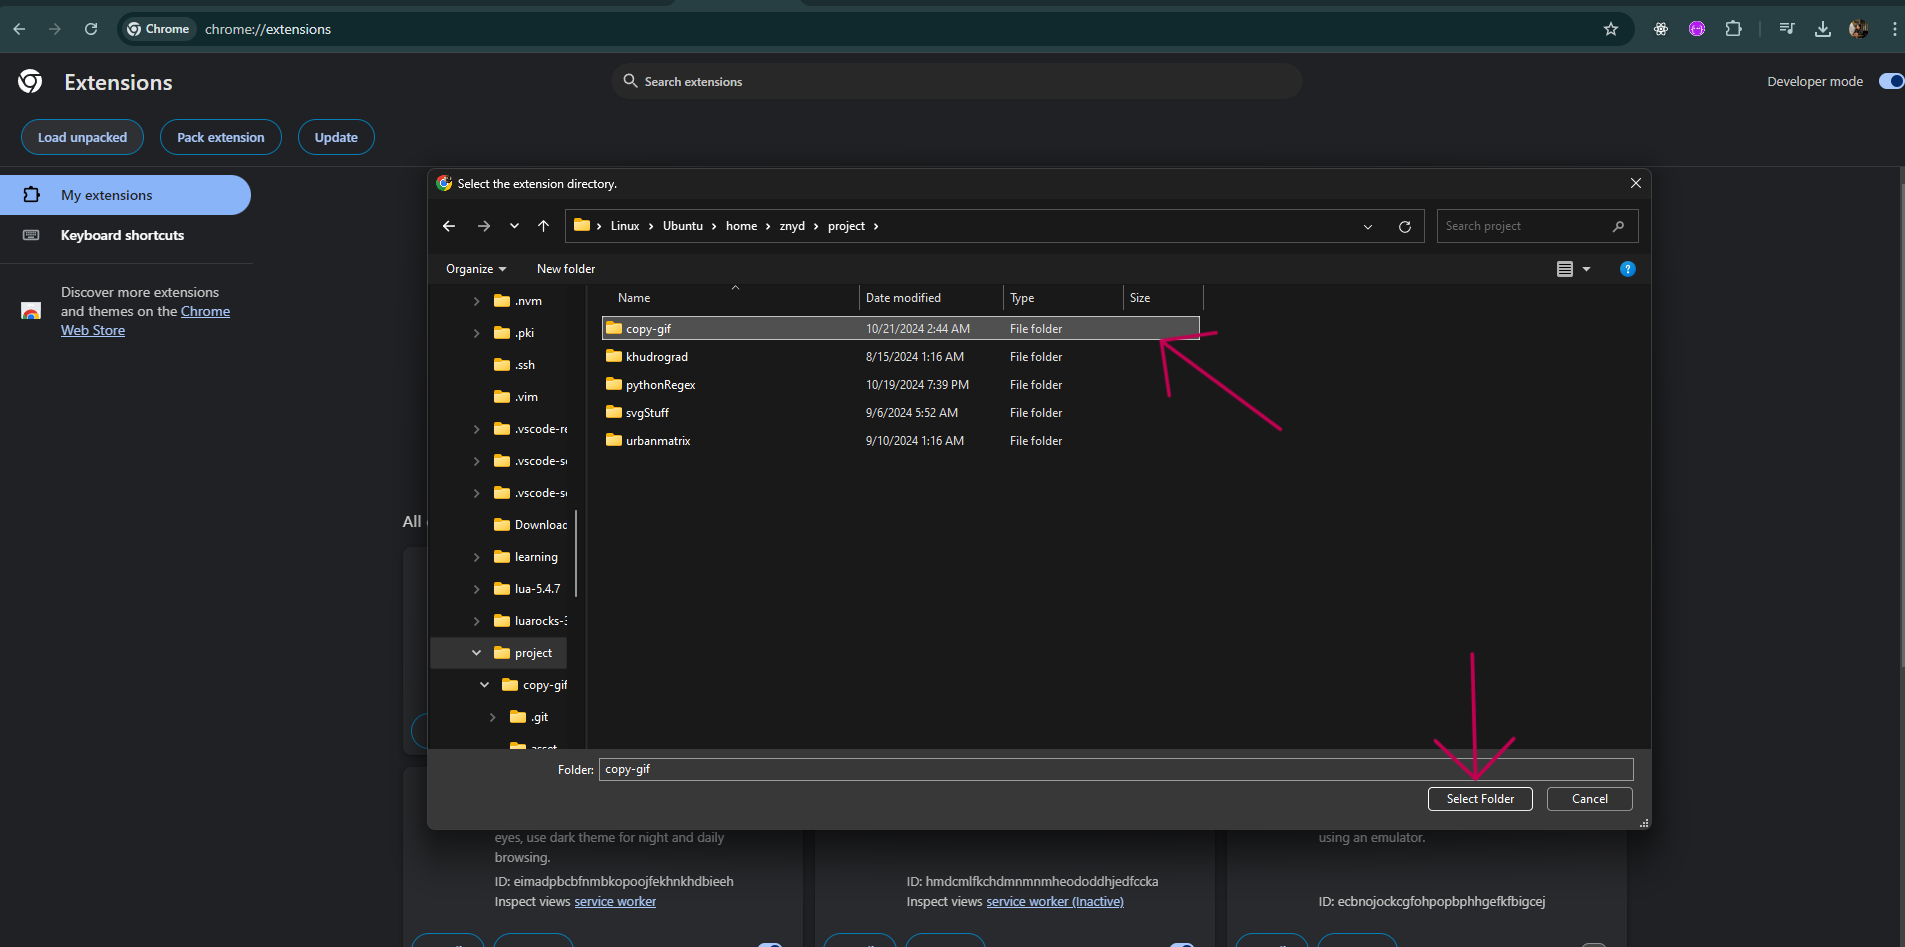 Chrome
chrome://extensions
Extensions
Search extensions
Developer mode
Load unpacked
Pack extension
Update
My extensions
Keyboard shortcuts
Discover more extensions
and themes on the Chrome
Web Store
All
Select the extension directory.
Linux > Ubuntu > home > znyd > project >
Search project
Organize
New folder
Name
Date modified
Type
Size
.nvm
.pki
.ssh
.vim
.vscode-re
.vscode-se
.vscode-se
Download
learning
lua-5.4.7
luarocks-3
project
copy-gif
.git
asset
copy-gif 10/21/2024 2:44 AM File folder
khudrograd 8/15/2024 1:16 AM File folder
pythonRegex 10/19/2024 7:39 PM File folder
svgStuff 9/6/2024 5:52 AM File folder
urbanmatrix 9/10/2024 1:16 AM File folder
Folder: copy-gif
Select Folder
Cancel
eyes, use dark theme for night and daily
browsing.
ID: eimadpbcbfnmbkopoojfekhnkhdbieeh
Inspect views service worker
ID: hmdcmlfkchdmnmnmheododdhjedfccka
Inspect views service worker (Inactive)
using an emulator.
ID: ecbnojockcgfohpopbphhgefkfbigcej